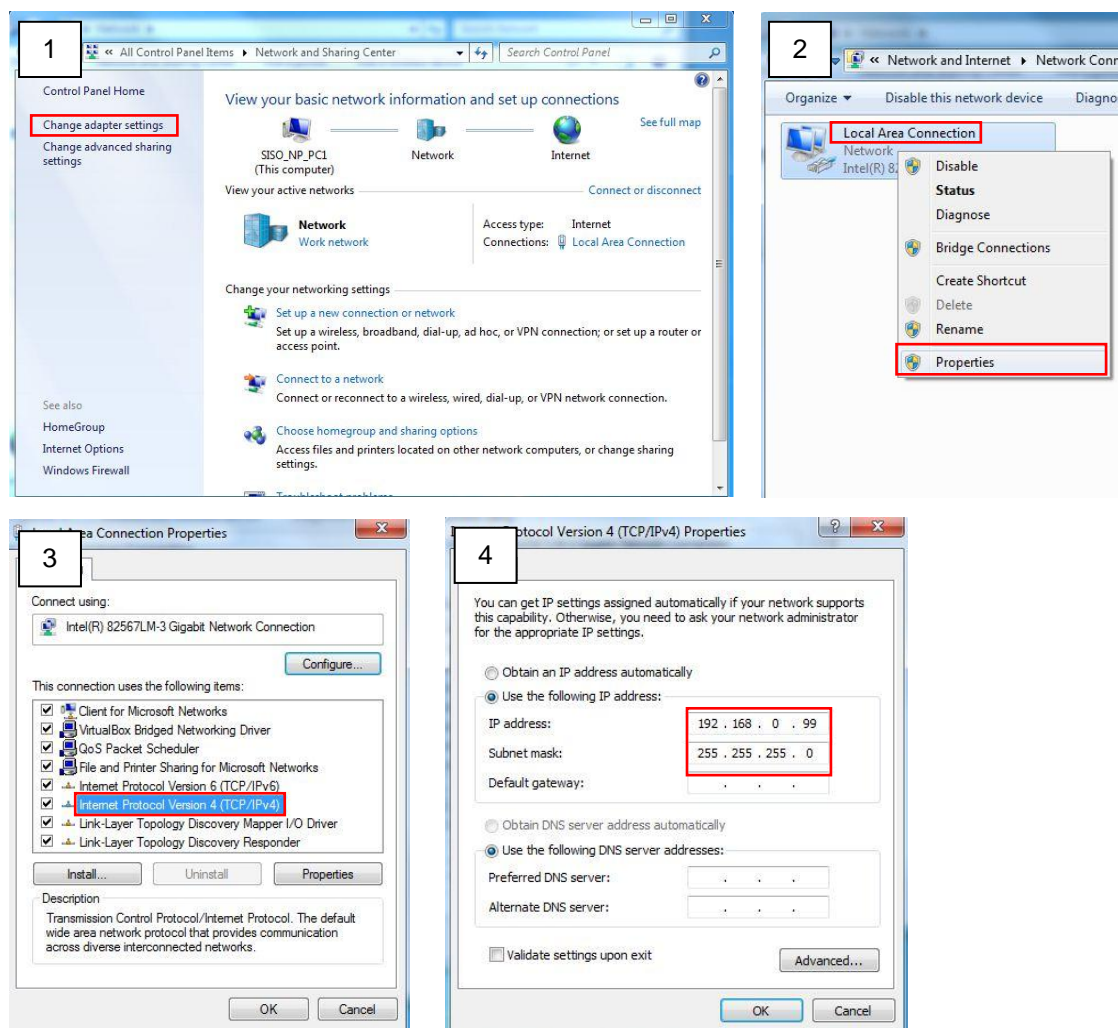 1
« All Control Panel Items ▸ Network and Sharing Center
Search Control Panel
Control Panel Home
Change adapter settings
Change advanced sharing
settings
See also
HomeGroup
Internet Options
Windows Firewall
View your basic network information and set up connections
See full map
SISO_NP_PC1
(This computer)
Network
Internet
View your active networks
Connect or disconnect
Network
Work network
Access type: Internet
Connections: Local Area Connection
Change your networking settings
Set up a new connection or network
Set up a wireless, broadband, dial-up, ad hoc, or VPN connection; or set up a router or
access point.
Connect to a network
Connect or reconnect to a wireless, wired, dial-up, or VPN network connection.
Choose homegroup and sharing options
Access files and printers located on other network computers, or change sharing
settings.
Troubleshoot problems
2
« Network and Internet ▸ Network Conn
Organize ▾ Disable this network device Diagno
Local Area Connection
Network
Intel(R) 82
Disable
Status
Diagnose
Bridge Connections
Create Shortcut
Delete
Rename
Properties
3
ea Connection Properties
Connect using:
Intel(R) 82567LM-3 Gigabit Network Connection
Configure...
This connection uses the following items:
Client for Microsoft Networks
VirtualBox Bridged Networking Driver
QoS Packet Scheduler
File and Printer Sharing for Microsoft Networks
Internet Protocol Version 6 (TCP/IPv6)
Internet Protocol Version 4 (TCP/IPv4)
Link-Layer Topology Discovery Mapper I/O Driver
Link-Layer Topology Discovery Responder
Install... Uninstall Properties
Description
Transmission Control Protocol/Internet Protocol. The default
wide area network protocol that provides communication
across diverse interconnected networks.
OK Cancel
4
otocol Version 4 (TCP/IPv4) Properties
You can get IP settings assigned automatically if your network supports
this capability. Otherwise, you need to ask your network administrator
for the appropriate IP settings.
Obtain an IP address automatically
Use the following IP address:
IP address: 192 . 168 . 0 . 99
Subnet mask: 255 . 255 . 255 . 0
Default gateway: . . .
Obtain DNS server address automatically
Use the following DNS server addresses:
Preferred DNS server: . . .
Alternate DNS server: . . .
Validate settings upon exit
Advanced...
OK Cancel